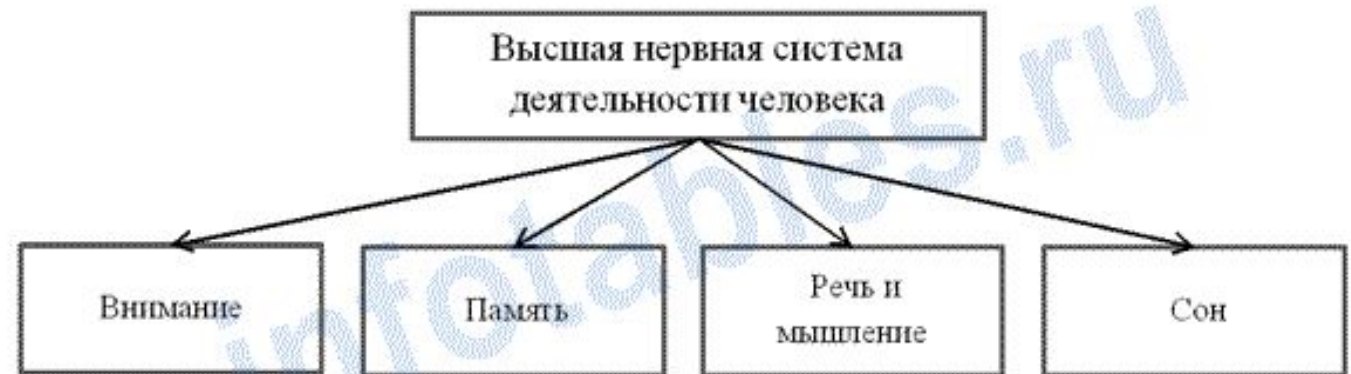 Высшая нервная система
деятельности человека
Внимание
Память
Речь и
мышление
Сон
infotables.ru